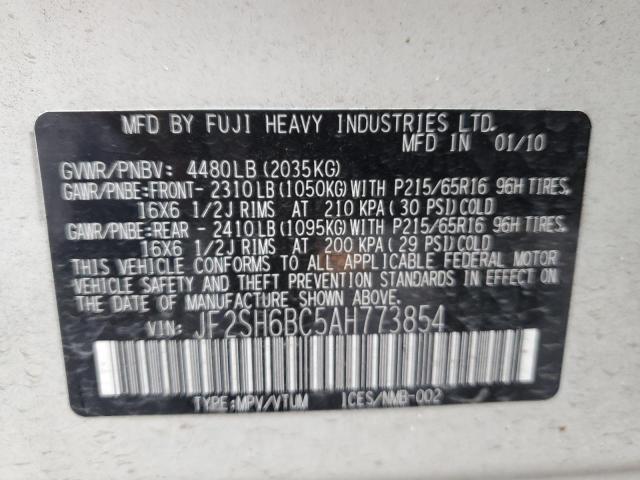 MFD BY FUJI HEAVY INDUSTRIES LTD.
MFD IN 01/10
GVWR/PNBV: 4480LB(2035KG)
GAWR/PNBE:FRONT- 2310LB(1050KG)WITH P215/65R16 96H TIRES,
16X6 1/2J RIMS AT 210 KPA(30 PSI)COLD
GAWR/PNBE:REAR - 2410LB(1095KG)WITH P215/65R16 96H TIRES,
16X6 1/2J RIMS AT 200 KPA(29 PSI)COLD
THIS VEHICLE CONFORMS TO ALL APPLICABLE FEDERAL MOTOR
VEHICLE SAFETY AND THEFT PREVENTION STANDARDS IN EFFECT ON
THE DATE OF MANUFACTURE SHOWN ABOVE.
VIN: JF2SH6BC5AH773854
TYPE:MPV/VTUM ICES/NMB-002